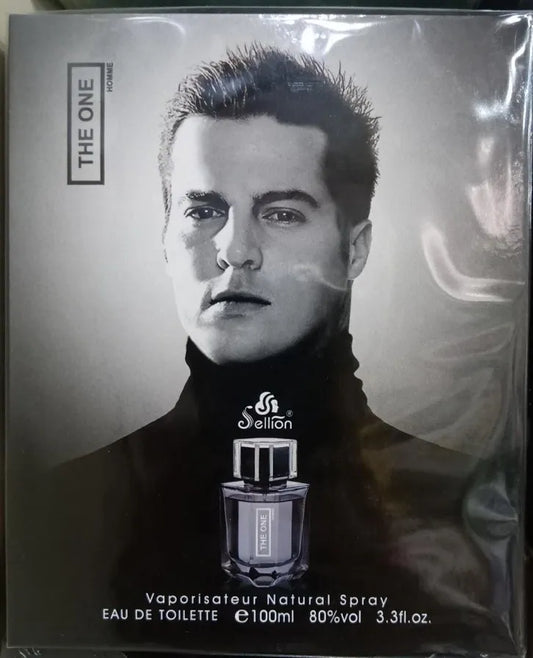 THE ONE
HOMME
Sellion ®
THE ONE
Vaporisateur Natural Spray
EAU DE TOILETTE ℮100ml 80%vol 3.3fl.oz.